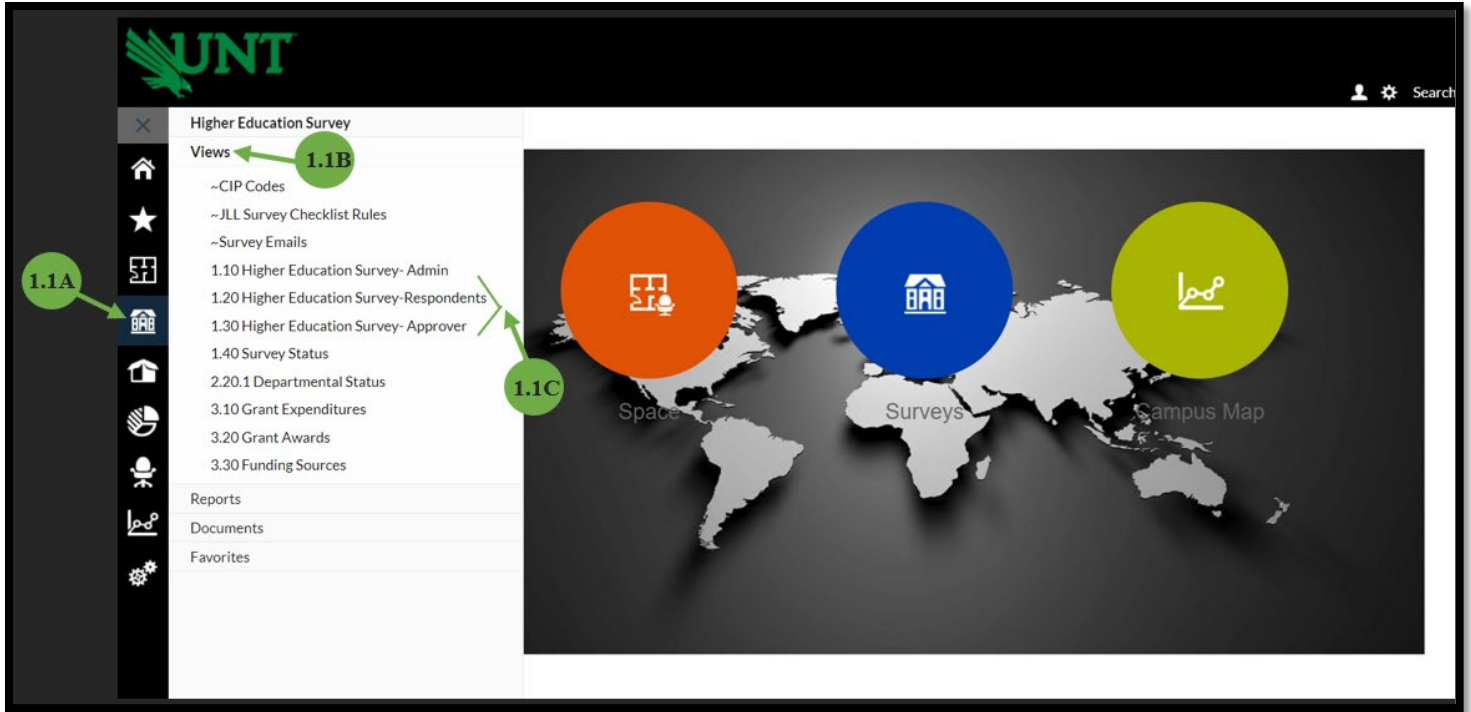 UNT
Search
Higher Education Survey
Views
1.1B
~CIP Codes
~JLL Survey Checklist Rules
~Survey Emails
1.10 Higher Education Survey- Admin
1.1A
1.20 Higher Education Survey-Respondents
1.30 Higher Education Survey- Approver
1.40 Survey Status
2.20.1 Departmental Status
1.1C
3.10 Grant Expenditures
3.20 Grant Awards
3.30 Funding Sources
Reports
Documents
Favorites
Space
Surveys
Campus Map